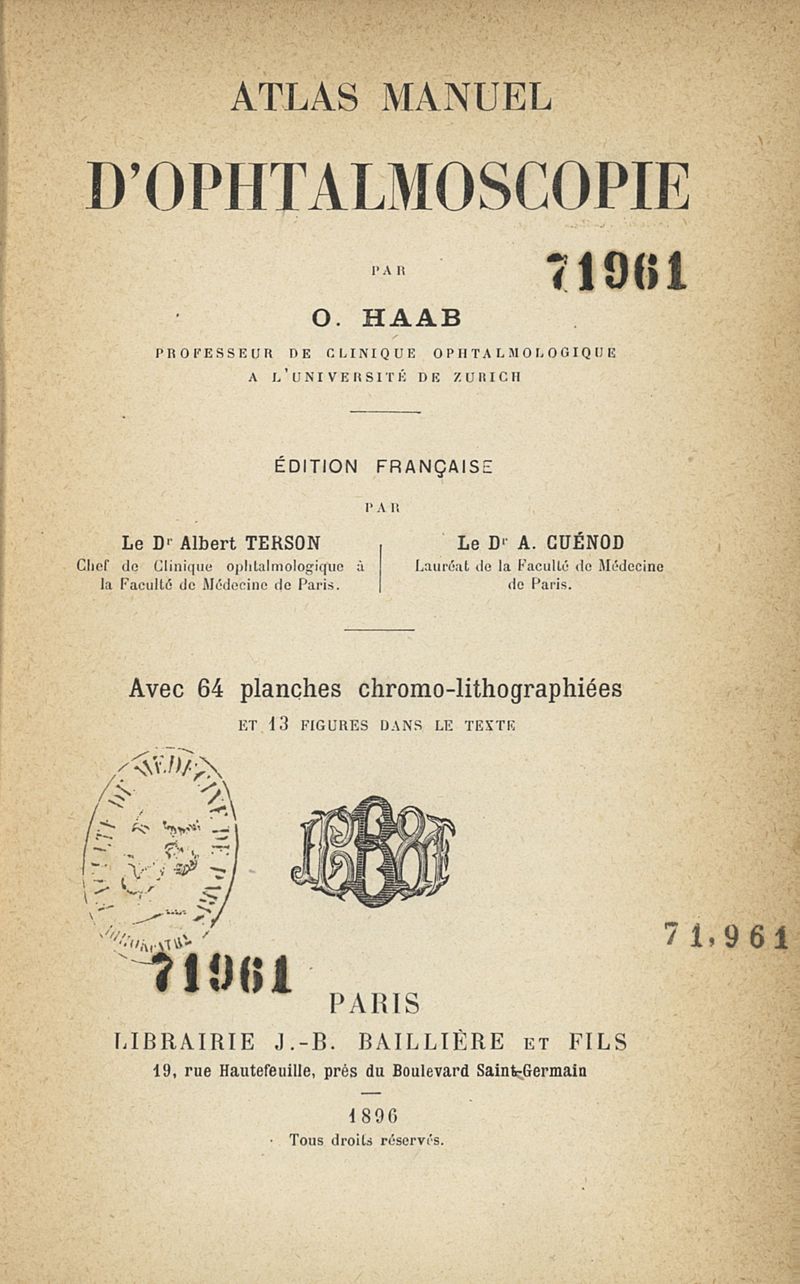 ATLAS MANUEL
D'OPHTALMOSCOPIE
PAR
71961
O. HAAB
PROFESSEUR DE CLINIQUE OPHTALMOLOGIQUE
A L'UNIVERSITÉ DE ZURICH
ÉDITION FRANÇAISE
PAR
Le Dr Albert TERSON
Chef de Clinique ophtalmologique à
la Faculté de Médecine de Paris.
Le Dr A. GUÉNOD
Lauréat de la Faculté de Médecine
de Paris.
Avec 64 planches chromo-lithographiées
ET 13 FIGURES DANS LE TEXTE
71,961
71961
PARIS
LIBRAIRIE J.-B. BAILLIÈRE ET FILS
19, rue Hautefeuille, près du Boulevard Saint-Germain
1896
Tous droits réservés.